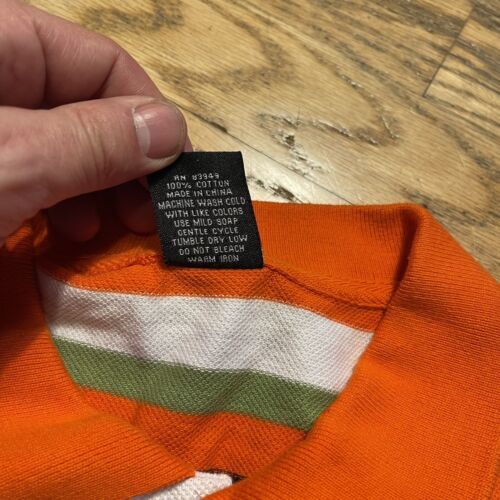 RN 83949
100% COTTON
MADE IN CHINA
MACHINE WASH COLD
WITH LIKE COLORS
USE MILD SOAP
GENTLE CYCLE
TUMBLE DRY LOW
DO NOT BLEACH
WARM IRON